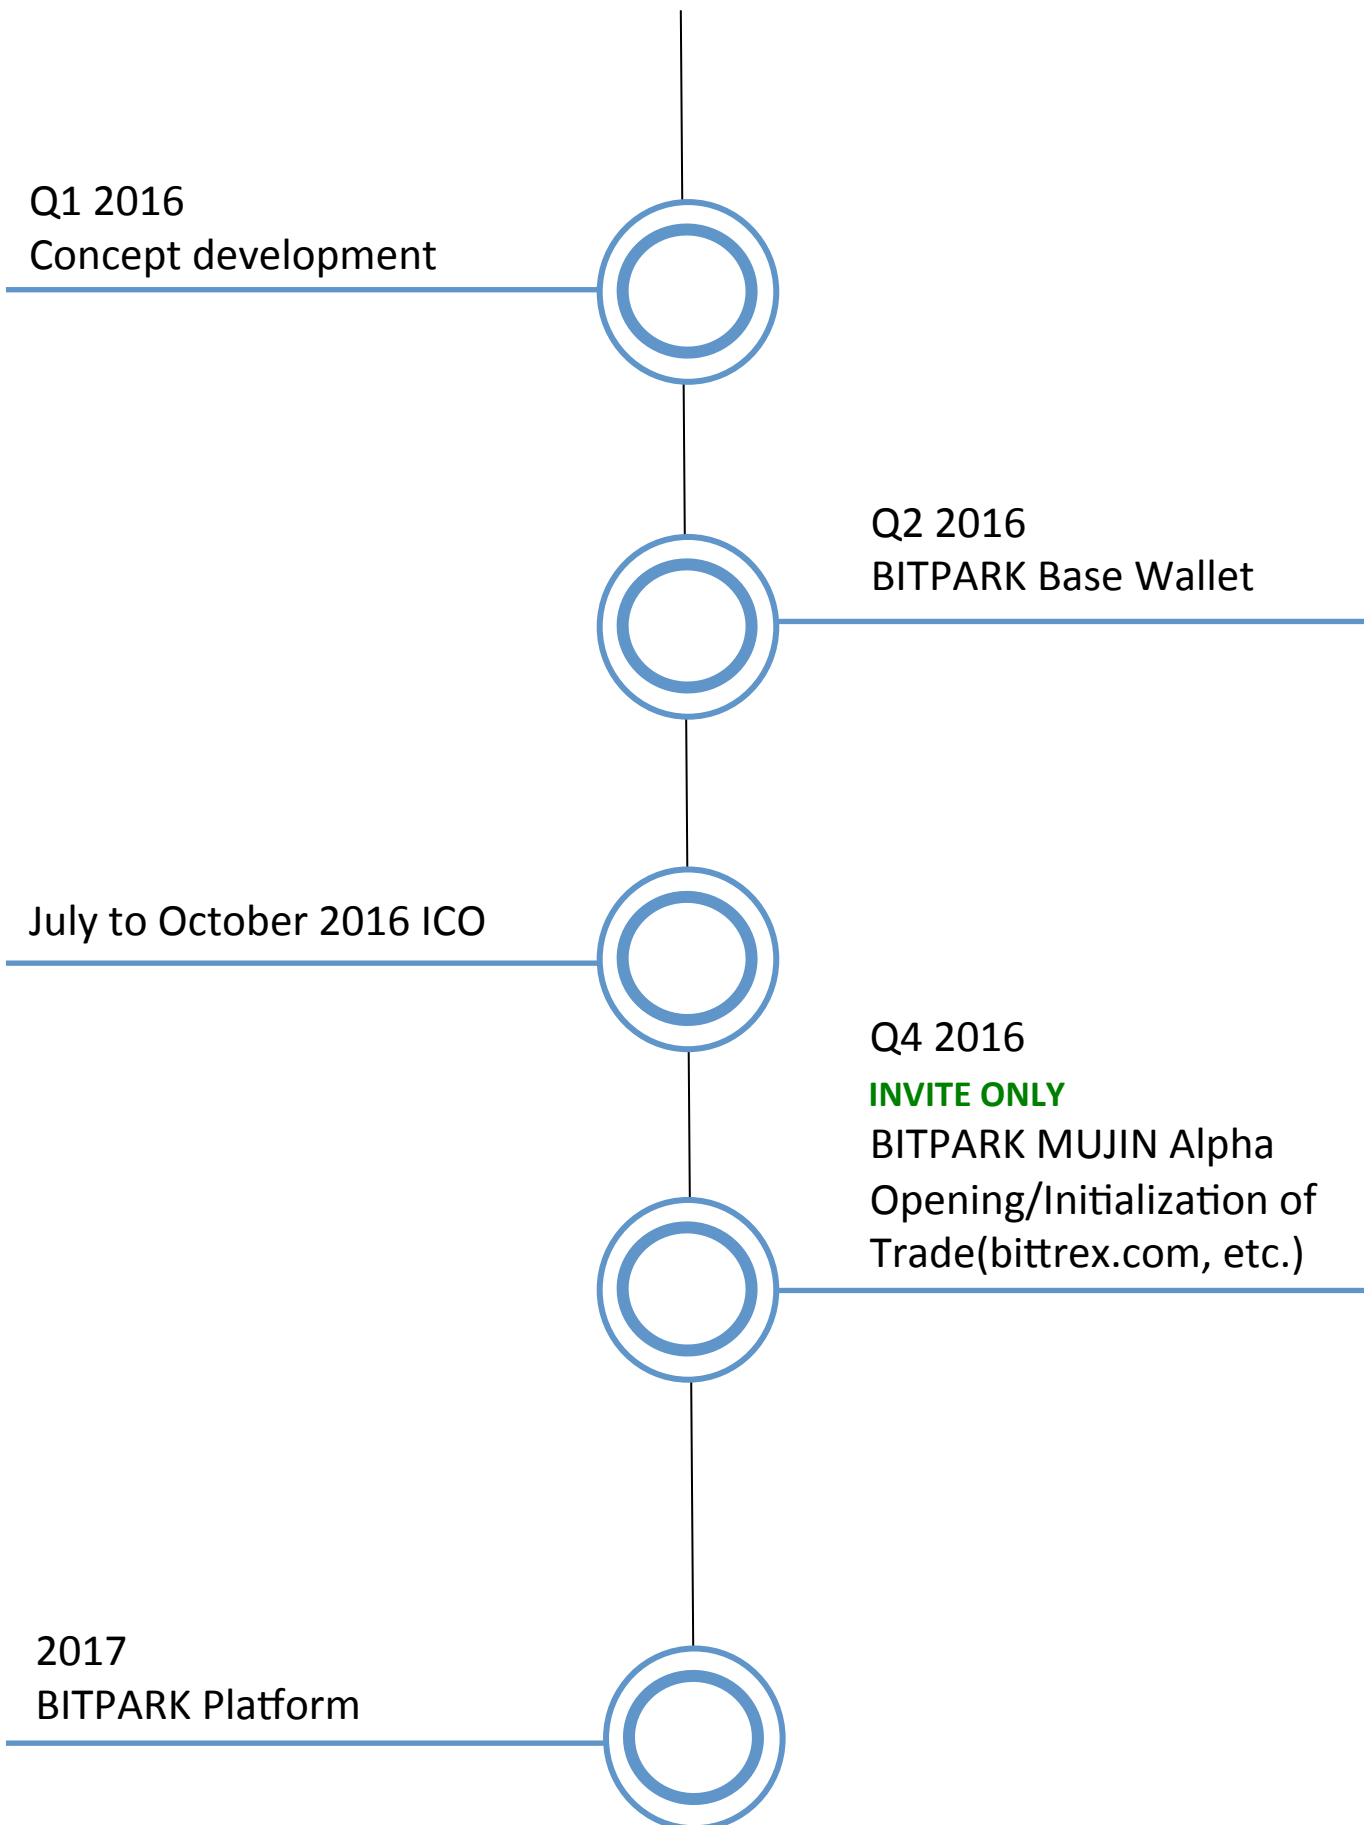 Q1 2016
Concept development
Q2 2016
BITPARK Base Wallet
July to October 2016 ICO
Q4 2016
INVITE ONLY
BITPARK MUJIN Alpha
Opening/Initialization of
Trade(bittrex.com, etc.)
2017
BITPARK Platform